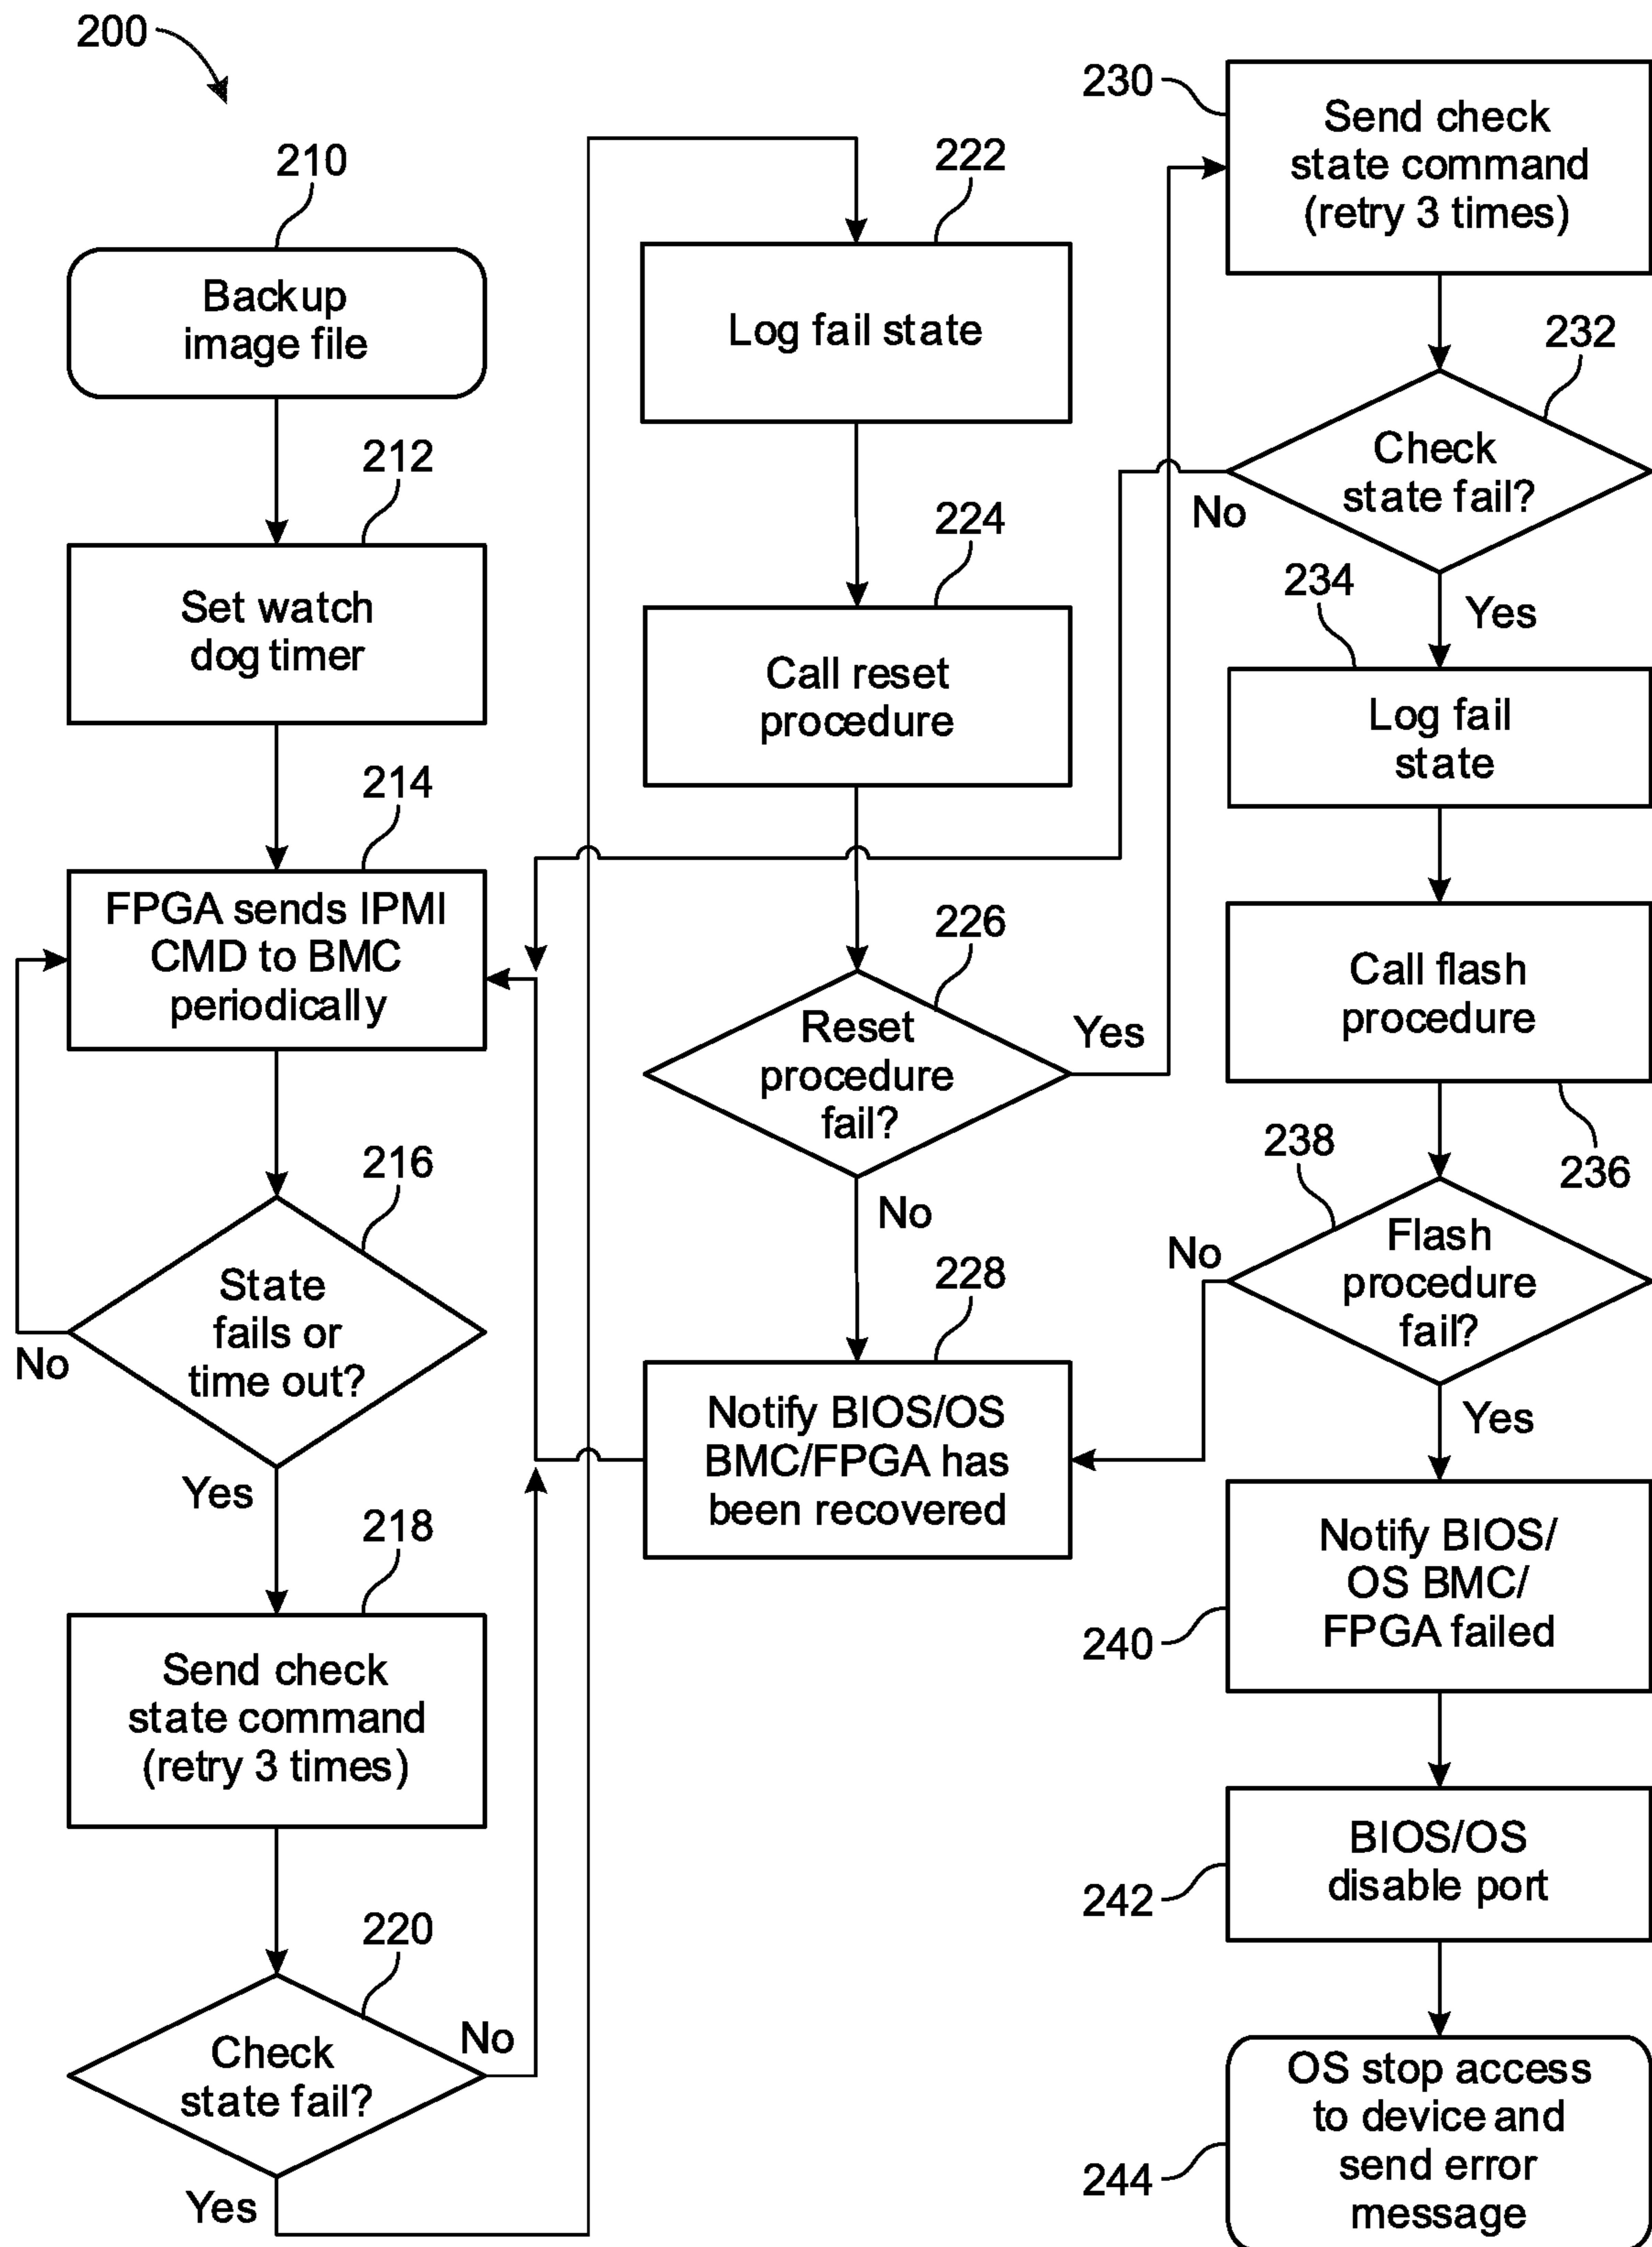 200
210
Backup
image file
212
Set watch
dog timer
214
FPGA sends IPMI
CMD to BMC
periodically
216
State
fails or
time out?
No
Yes
218
Send check
state command
(retry 3 times)
220
Check
state fail?
No
Yes
222
Log fail state
224
Call reset
procedure
226
Reset
procedure
fail?
Yes
No
228
Notify BIOS/OS
BMC/FPGA has
been recovered
230
Send check
state command
(retry 3 times)
232
Check
state fail?
No
Yes
234
Log fail
state
Call flash
procedure
236
238
Flash
procedure
fail?
No
Yes
Notify BIOS/
OS BMC/
FPGA failed
240
BIOS/OS
disable port
242
OS stop access
to device and
send error
message
244